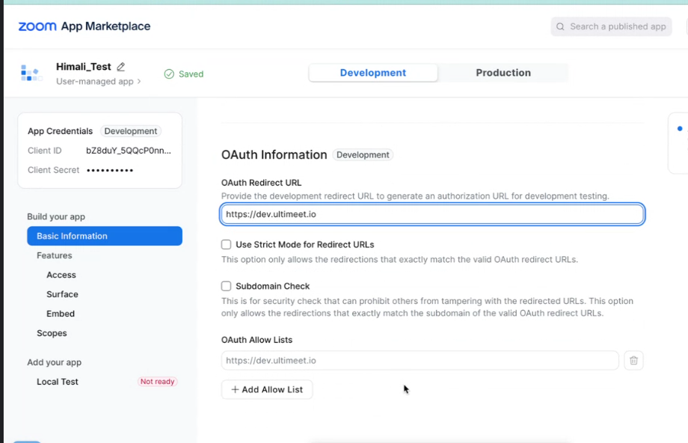 zoom App Marketplace
Search a published app
Himali_Test
User-managed app >
Saved
Development
Production
App Credentials Development
Client ID bZ8duY_5QQcP0nn...
Client Secret ••••••••••
Build your app
Basic Information
Features
Access
Surface
Embed
Scopes
Add your app
Local Test Not ready
OAuth Information Development
OAuth Redirect URL
Provide the development redirect URL to generate an authorization URL for development testing.
https://dev.ultimeet.io
Use Strict Mode for Redirect URLs
This option only allows the redirections that exactly match the valid OAuth redirect URLs.
Subdomain Check
This is for security check that can prohibit others from tampering with the redirected URLs. This option
only allows the redirections that exactly match the subdomain of the valid OAuth redirect URLs.
OAuth Allow Lists
https://dev.ultimeet.io
+ Add Allow List